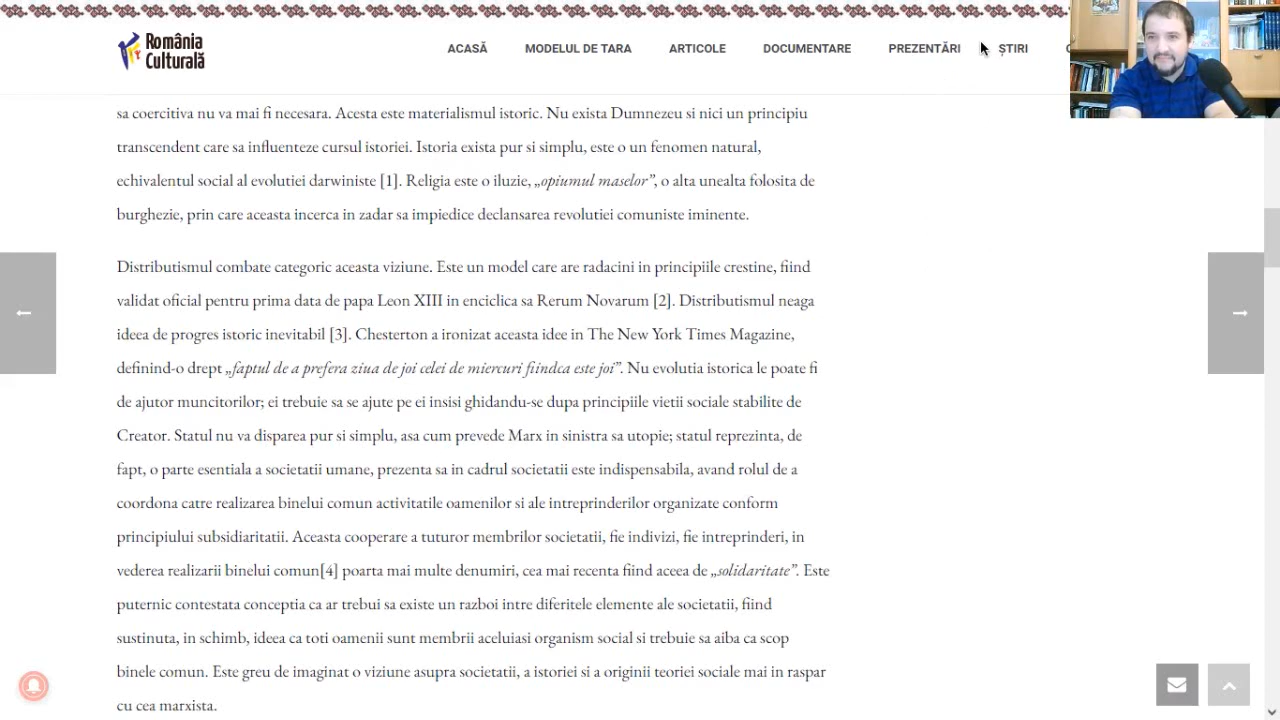 România
Culturală
ACASĂ MODELUL DE TARA ARTICOLE DOCUMENTARE PREZENTĂRI ȘTIRI
sa coercitiva nu va mai fi necesara. Acesta este materialismul istoric. Nu exista Dumnezeu si nici un principiu
transcendent care sa influenteze cursul istoriei. Istoria exista pur si simplu, este o un fenomen natural,
echivalentul social al evolutiei darwiniste [1]. Religia este o iluzie, „opiumul maselor”, o alta unealta folosita de
burghezie, prin care aceasta incerca in zadar sa impiedice declansarea revolutiei comuniste iminente.
Distributismul combate categoric aceasta viziune. Este un model care are radacini in principiile crestine, fiind
validat oficial pentru prima data de papa Leon XIII in enciclica sa Rerum Novarum [2]. Distributismul neaga
ideea de progres istoric inevitabil [3]. Chesterton a ironizat aceasta idee in The New York Times Magazine,
definind-o drept „faptul de a prefera ziua de joi celei de miercuri fiindca este joi”. Nu evolutia istorica le poate fi
de ajutor muncitorilor; ei trebuie sa se ajute pe ei insisi ghidandu-se dupa principiile vietii sociale stabilite de
Creator. Statul nu va disparea pur si simplu, asa cum prevede Marx in sinistra sa utopie; statul reprezinta, de
fapt, o parte esentiala a societatii umane, prezenta sa in cadrul societatii este indispensabila, avand rolul de a
coordona catre realizarea binelui comun activitatile oamenilor si ale intreprinderilor organizate conform
principiului subsidiaritatii. Aceasta cooperare a tuturor membrilor societatii, fie indivizi, fie intreprinderi, in
vederea realizarii binelui comun[4] poarta mai multe denumiri, cea mai recenta fiind aceea de „solidaritate”. Este
puternic contestata conceptia ca ar trebui sa existe un razboi intre diferitele elemente ale societatii, fiind
sustinuta, in schimb, ideea ca toti oamenii sunt membrii aceluiasi organism social si trebuie sa aiba ca scop
binele comun. Este greu de imaginat o viziune asupra societatii, a istoriei si a originii teoriei sociale mai in raspar
cu cea marxista.